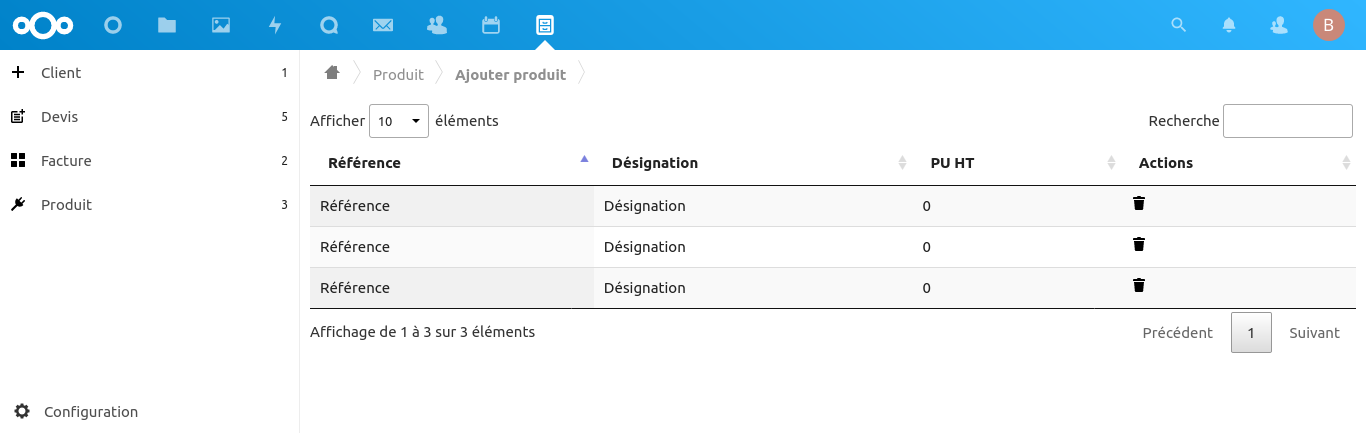 B
Client 1
Devis 5
Facture 2
Produit 3
Configuration
Produit Ajouter produit
Afficher 10 éléments Recherche
Référence Désignation PU HT Actions
Référence Désignation 0
Référence Désignation 0
Référence Désignation 0
Affichage de 1 à 3 sur 3 éléments Précédent 1 Suivant